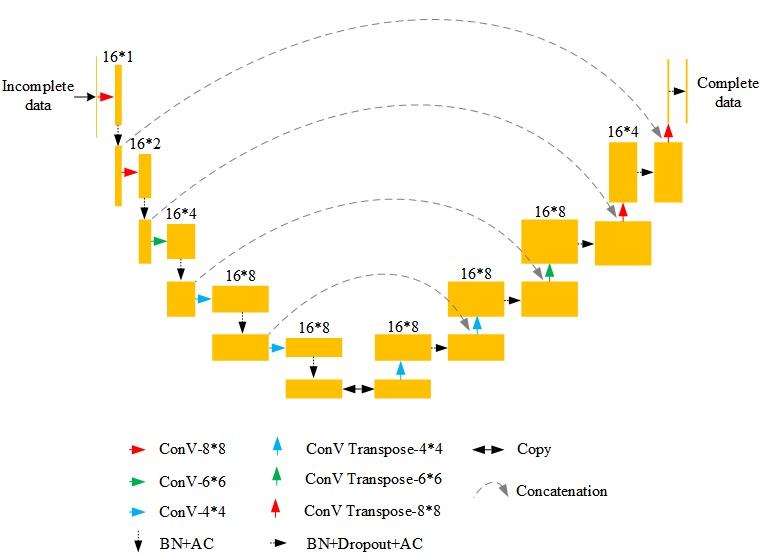 16*1
Incomplete
data
Complete
data
16*2
16*4
16*4
16*8
16*8
16*8
16*8
16*8
16*8
ConV-8*8
ConV Transpose-4*4
Copy
ConV-6*6
ConV Transpose-6*6
Concatenation
ConV-4*4
ConV Transpose-8*8
BN+AC
BN+Dropout+AC